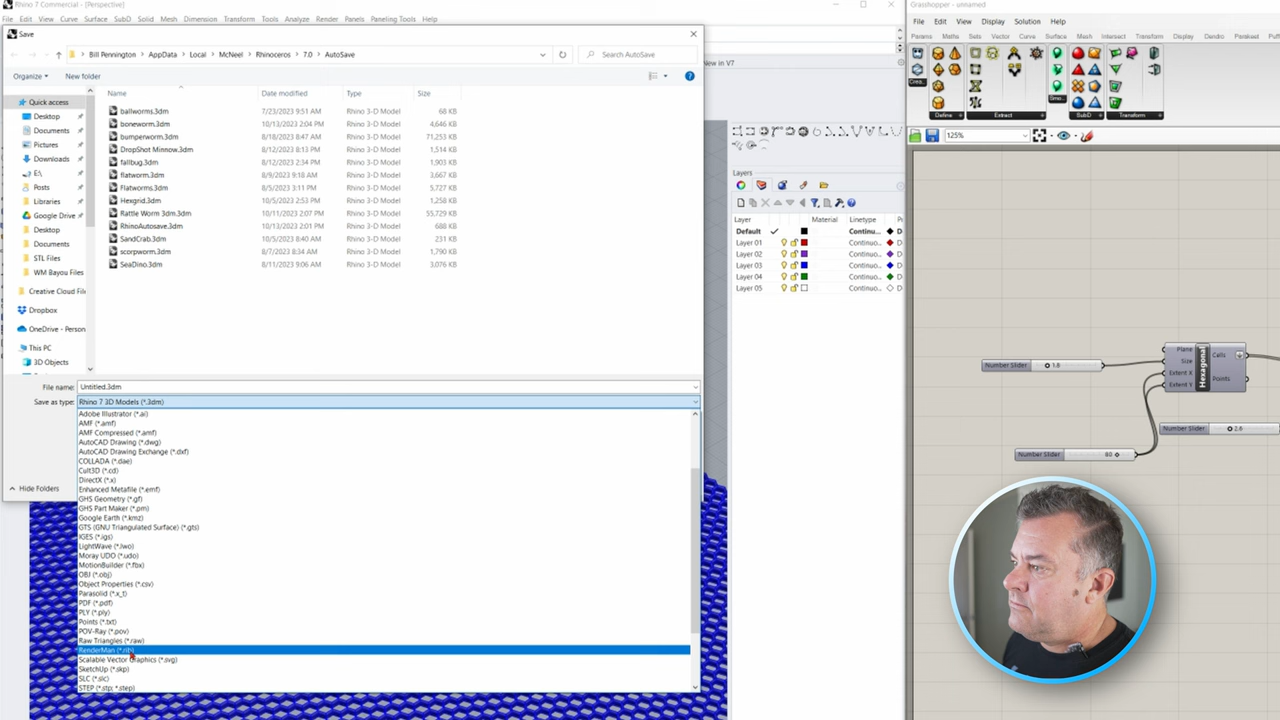 Rhino 7 Commercial - [Perspective]
File Edit View Curve Surface SubD Solid Mesh Dimension Transform Tools Analyze Render Panels Paneling Tools Help
Save
Bill Pennington > AppData > Local > McNeel > Rhinoceros > 7.0 > AutoSave
Search AutoSave
New in V7
Organize
New folder
Name Date modified Type Size
Quick access
Desktop
Documents
Pictures
Downloads
E:\
Posts
Libraries
Google Drive
Desktop
Documents
STL Files
WM Bayou Files
Creative Cloud Fil
Dropbox
OneDrive - Person
This PC
3D Objects
ballworms.3dm 7/23/2023 9:51 AM Rhino 3-D Model 68 KB
boneworm.3dm 10/13/2023 2:04 PM Rhino 3-D Model 4,646 KB
bumperworm.3dm 8/18/2023 8:47 AM Rhino 3-D Model 71,253 KB
DropShot Minnow.3dm 8/12/2023 8:13 PM Rhino 3-D Model 1,514 KB
fallbug.3dm 8/12/2023 2:34 PM Rhino 3-D Model 1,903 KB
flatworm.3dm 8/9/2023 9:18 AM Rhino 3-D Model 3,667 KB
Flatworms.3dm 8/5/2023 3:11 PM Rhino 3-D Model 5,727 KB
Hexgrid.3dm 10/5/2023 2:53 PM Rhino 3-D Model 1,258 KB
Rattle Worm 3dm.3dm 10/11/2023 2:07 PM Rhino 3-D Model 55,729 KB
RhinoAutosave.3dm 10/13/2023 2:01 PM Rhino 3-D Model 688 KB
SandCrab.3dm 10/5/2023 8:40 AM Rhino 3-D Model 231 KB
scorpworm.3dm 8/7/2023 8:34 AM Rhino 3-D Model 1,790 KB
SeaDino.3dm 8/11/2023 9:06 AM Rhino 3-D Model 3,076 KB
File name: Untitled.3dm
Save as type: Rhino 7 3D Models (*.3dm)
Adobe Illustrator (*.ai)
AMF (*.amf)
AMF Compressed (*.amf)
AutoCAD Drawing (*.dwg)
AutoCAD Drawing Exchange (*.dxf)
COLLADA (*.dae)
Cult3D (*.cd)
DirectX (*.x)
Enhanced Metafile (*.emf)
GHS Geometry (*.gf)
GHS Part Maker (*.pm)
Google Earth (*.kmz)
GTS (GNU Triangulated Surface) (*.gts)
IGES (*.igs)
LightWave (*.lwo)
Moray UDO (*.udo)
MotionBuilder (*.fbx)
OBJ (*.obj)
Object Properties (*.csv)
Parasolid (*.x_t)
PDF (*.pdf)
PLY (*.ply)
Points (*.txt)
POV-Ray (*.pov)
Raw Triangles (*.raw)
RenderMan (*.rib)
Scalable Vector Graphics (*.svg)
SketchUp (*.skp)
SLC (*.slc)
STEP (*.stp; *.step)
Hide Folders
Layers
Layer Material Linetype
Default Continuo...
Layer 01 Continuo...
Layer 02 Continuo...
Layer 03 Continuo...
Layer 04 Continuo...
Layer 05 Continuo...
Grasshopper - unnamed
File Edit View Display Solution Help
Params Maths Sets Vector Curve Surface Mesh Intersect Transform Display Dendro Peixskat
Define Extract SubD Transform
125%
Number Slider 1.8
Plane
Size
Extent X
Extent Y
Hexagonal
Cells
Points
Number Slider 2.6
Number Slider 80